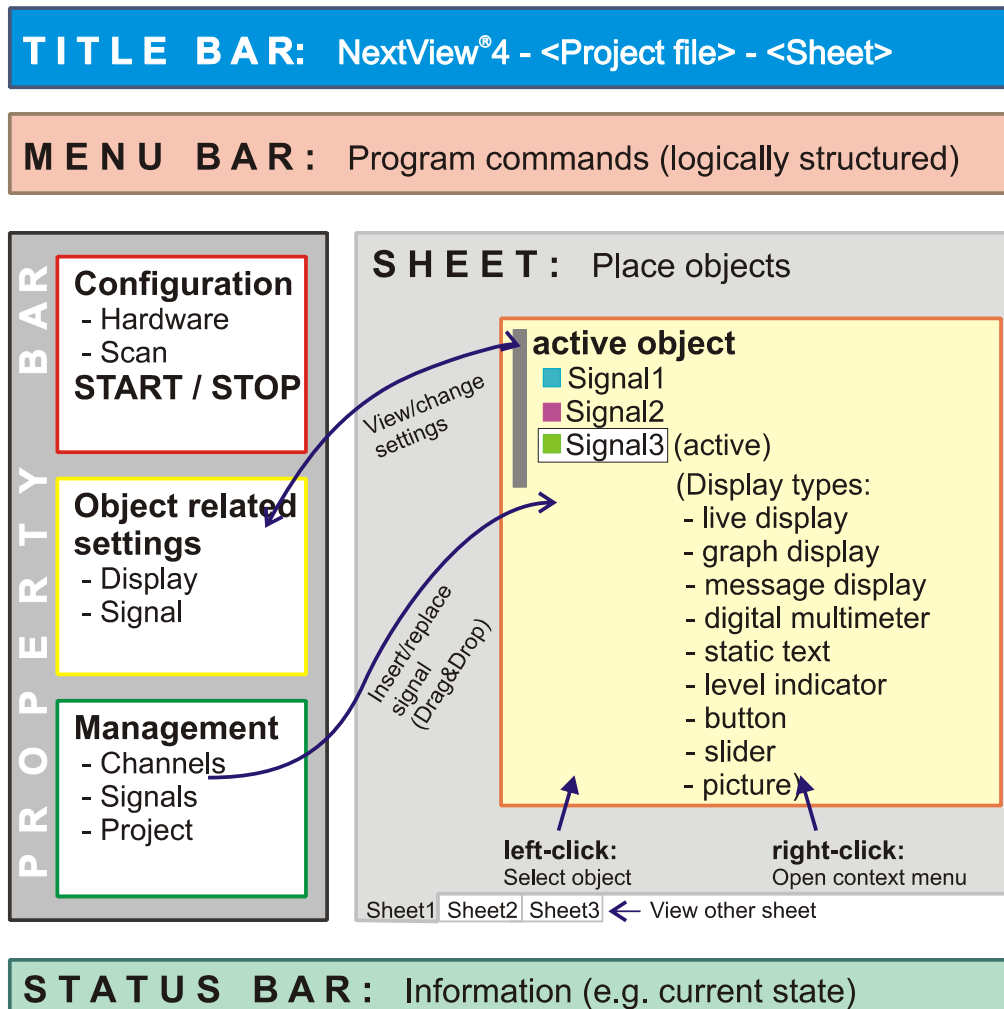 TITLE BAR: NextView®4 - <Project file> - <Sheet>
MENU BAR: Program commands (logically structured)
PROPERTY BAR
Configuration
- Hardware
- Scan
START / STOP
Object related
settings
- Display
- Signal
Management
- Channels
- Signals
- Project
SHEET: Place objects
View/change
settings
Insert/replace
signal
(Drag&Drop)
active object
Signal1
Signal2
Signal3 (active)
(Display types:
- live display
- graph display
- message display
- digital multimeter
- static text
- level indicator
- button
- slider
- picture)
left-click:
Select object
right-click:
Open context menu
Sheet1 Sheet2 Sheet3 View other sheet
STATUS BAR: Information (e.g. current state)